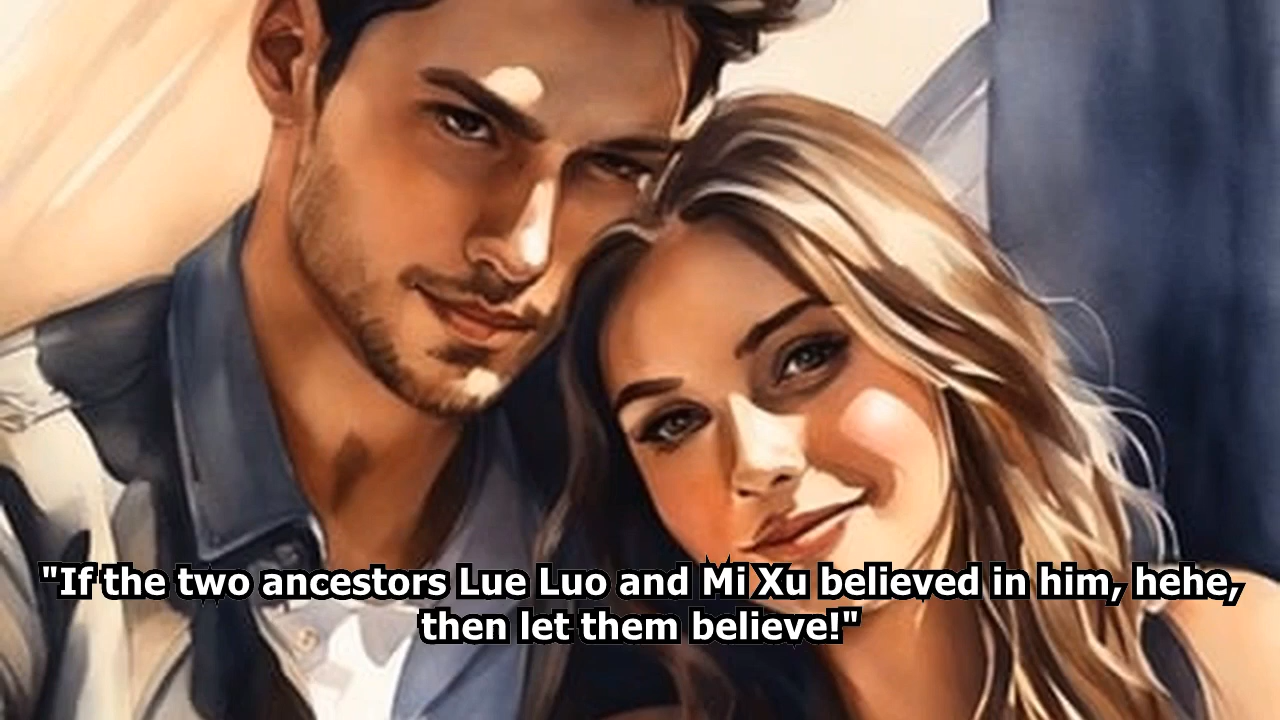 "If the two ancestors Lue Luo and Mi Xu believed in him, hehe,
then let them believe!"